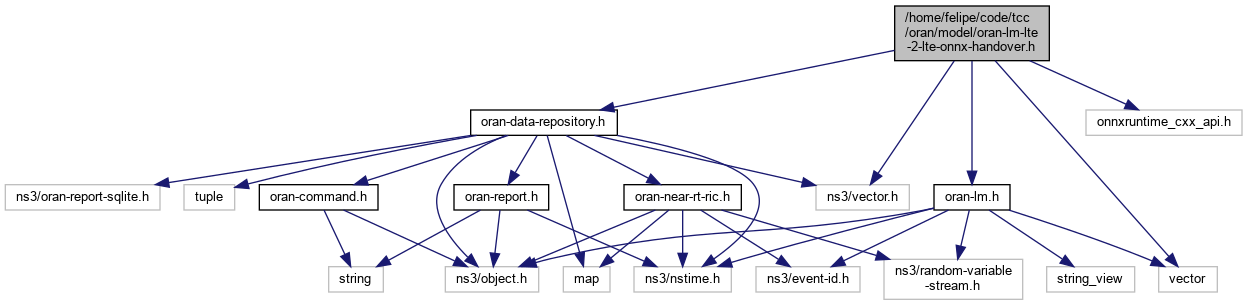 /home/felipe/code/tcc
/oran/model/oran-lm-lte
-2-lte-onnx-handover.h
oran-data-repository.h
onnxruntime_cxx_api.h
ns3/oran-report-sqlite.h
tuple
oran-command.h
oran-report.h
oran-near-rt-ric.h
ns3/vector.h
oran-lm.h
string
ns3/object.h
map
ns3/nstime.h
ns3/event-id.h
ns3/random-variable
-stream.h
string_view
vector